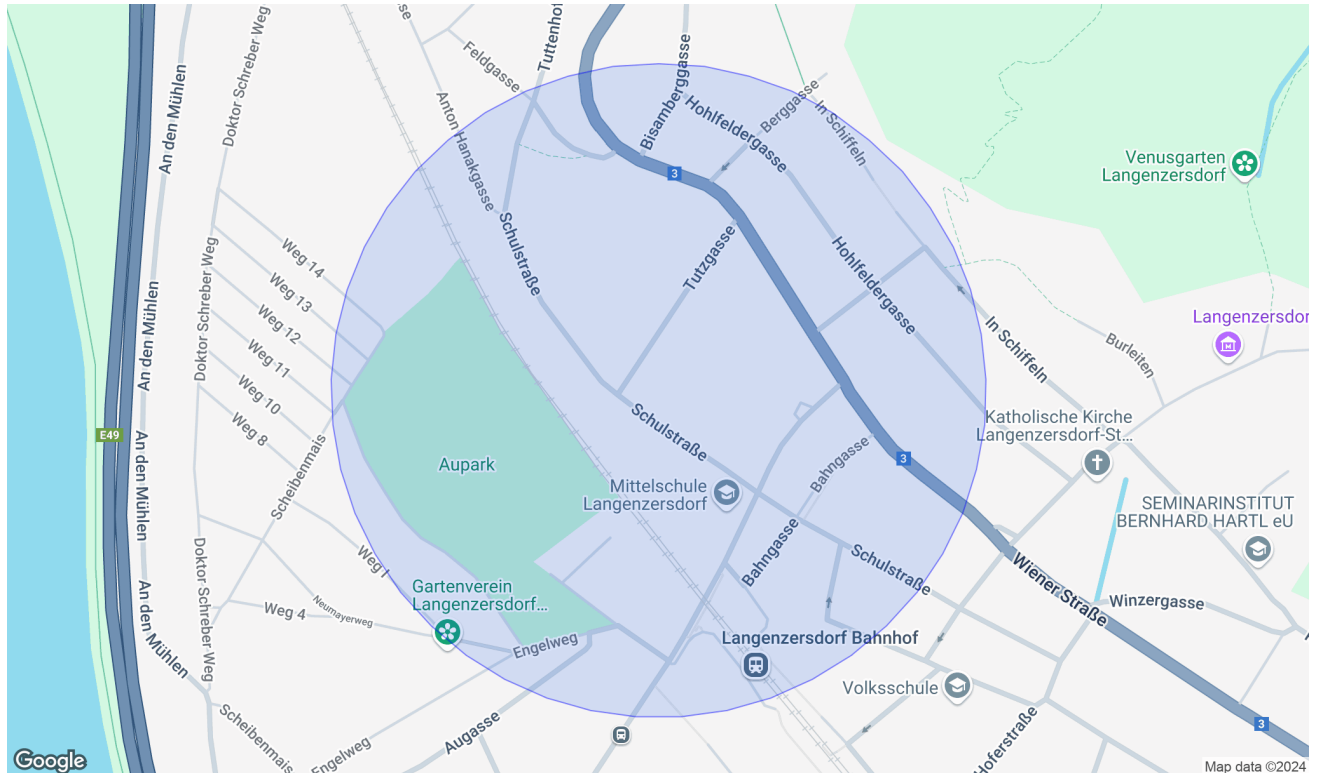 Doktor Schreber Weg
An den Mühlen
Feldgasse
Tuttenhof
Bisamberggasse
Anton Hanakgasse
Hohlfeldergasse
Berggasse
In Schiffeln
3
Venusgarten
Langenzersdorf
Schulstraße
Tutzgasse
Hohlfeldergasse
Weg 14
Weg 13
Weg 12
Weg 11
Weg 10
Weg 8
Doktor Schreber Weg
An den Mühlen
In Schiffeln
Burleiten
Langenzersdor
E49
An den Mühlen
Scheibenmais
Aupark
Schulstraße
Mittelschule
Langenzersdorf
Bahngasse
3
Katholische Kirche
Langenzersdorf-St...
SEMINARINSTITUT
BERNHARD HARTL eU
Weg I
Gartenverein
Langenzersdorf...
Bahngasse
Schulstraße
Wiener Straße
Winzergasse
Doktor Schreber Weg
An den Mühlen
Weg 4
Neumayerweg
Engelweg
Langenzersdorf Bahnhof
Volksschule
Scheibenmais
Engelweg
Augasse
Hoferstraße
3
Google
Map data ©2024